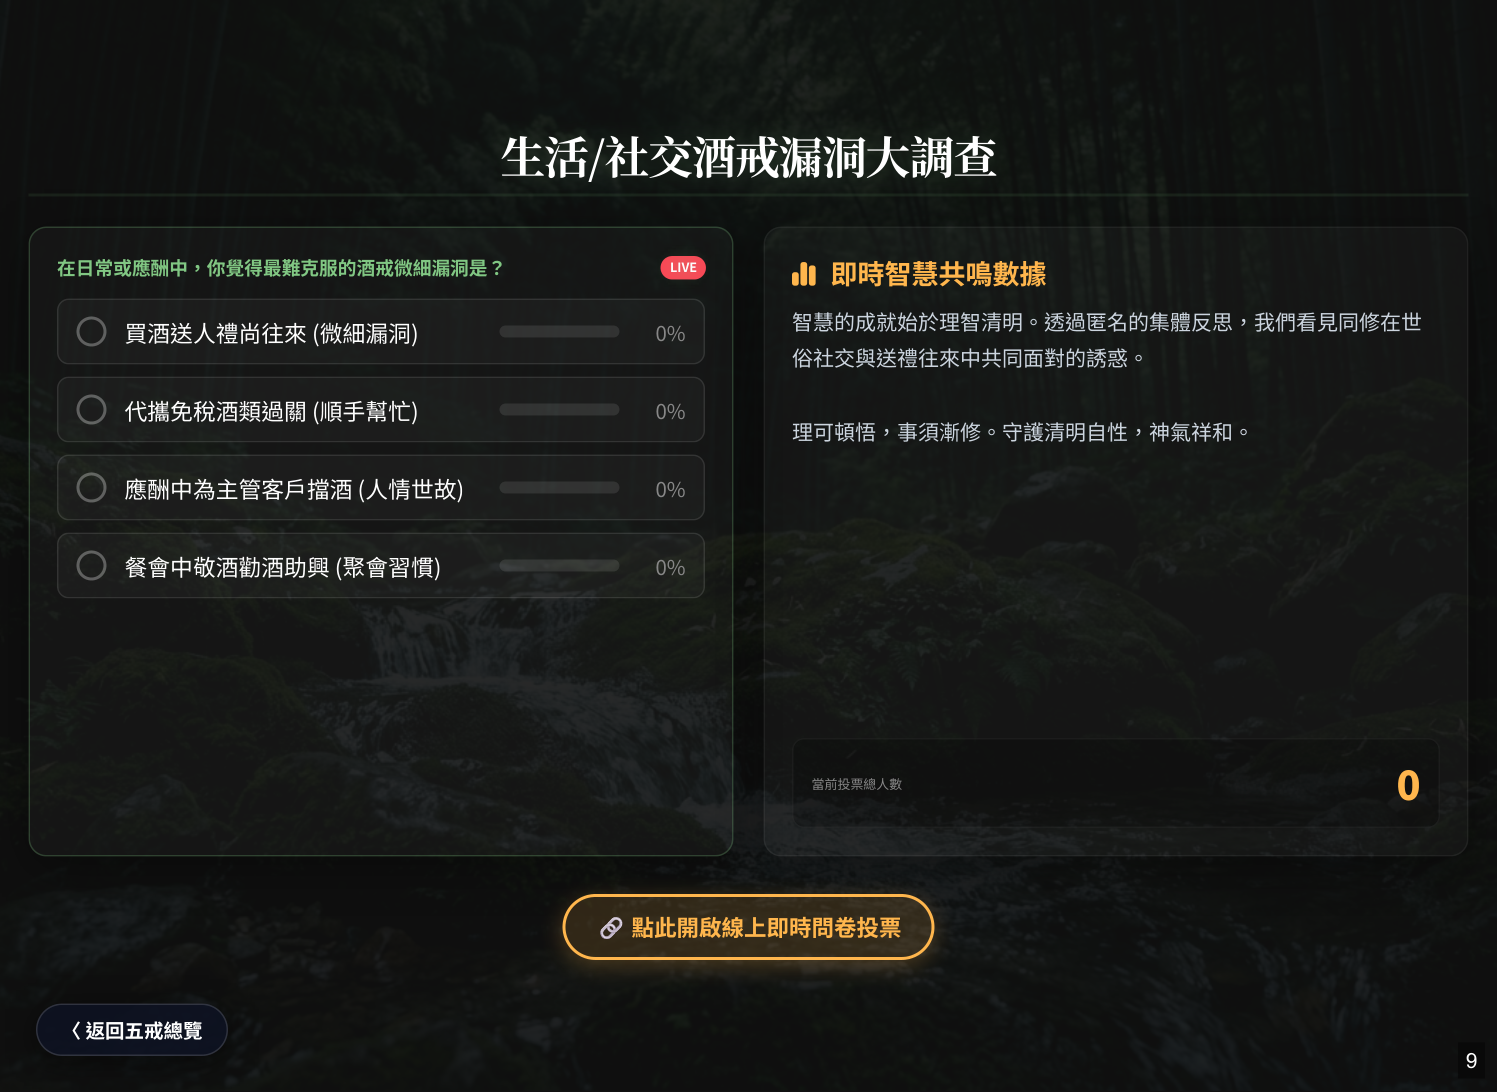 生活/社交酒戒漏洞大調查
在日常或應酬中，你覺得最難克服的酒戒微細漏洞是？
LIVE
買酒送人禮尚往來 (微細漏洞)
0%
代攜免稅酒類過關 (順手幫忙)
0%
應酬中為主管客戶擋酒 (人情世故)
0%
餐會中敬酒勸酒助興 (聚會習慣)
0%
即時智慧共鳴數據
智慧的成就始於理智清明。透過匿名的集體反思，我們看見同修在世
俗社交與送禮往來中共同面對的誘惑。
理可頓悟，事須漸修。守護清明自性，神氣祥和。
當前投票總人數
0
點此開啟線上即時問卷投票
〈 返回五戒總覽
9